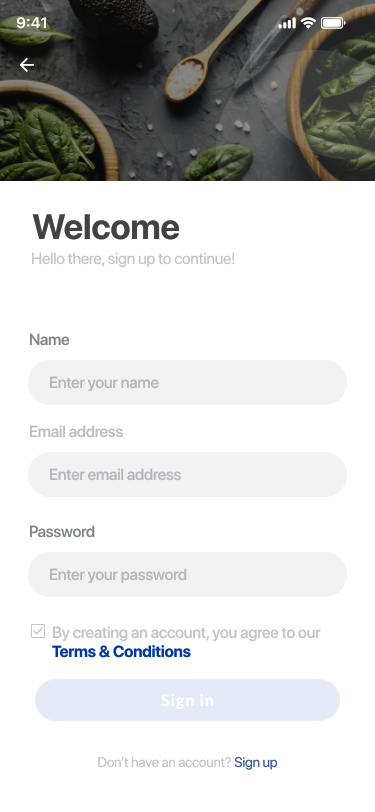 9:41
Welcome
Hello there, sign up to continue!
Name
Enter your name
Email address
Enter email address
Password
Enter your password
By creating an account, you agree to our
Terms & Conditions
Sign in
Don't have an account? Sign up